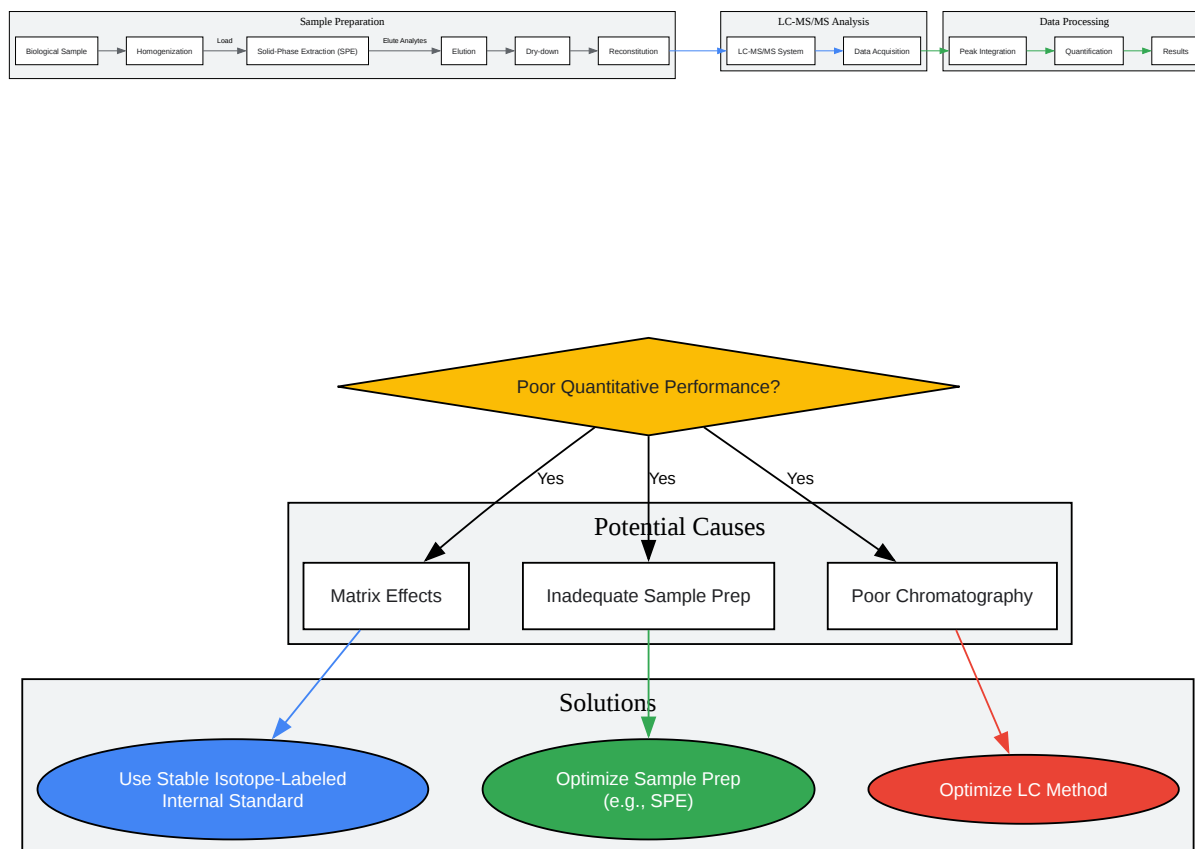 Sample Preparation
LC-MS/MS Analysis
Data Processing
Biological Sample
Homogenization
Load
Solid-Phase Extraction (SPE)
Elute Analytes
Elution
Dry-down
Reconstitution
LC-MS/MS System
Data Acquisition
Peak Integration
Quantification
Results
Poor Quantitative Performance?
Yes
Yes
Yes
Potential Causes
Matrix Effects
Inadequate Sample Prep
Poor Chromatography
Solutions
Use Stable Isotope-Labeled
Internal Standard
Optimize Sample Prep
(e.g., SPE)
Optimize LC Method